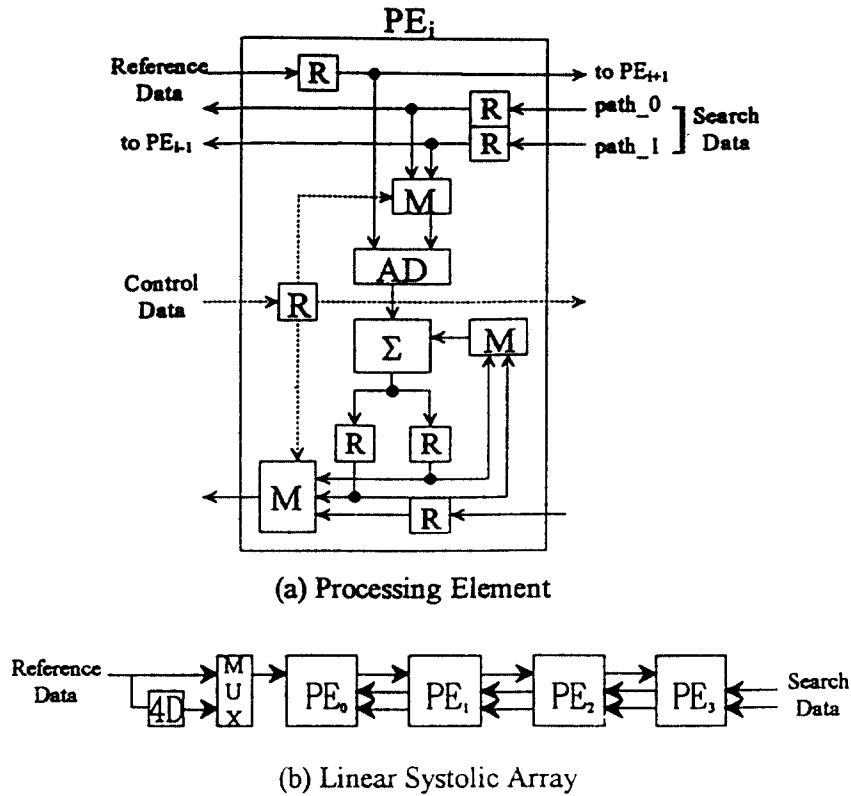 PEᵢ
Reference
Data
R
to PEᵢ₊₁
R
path_0
to PEᵢ₋₁
R
path_1
Search
Data
M
AD
Control
Data
R
Σ
M
R
R
M
R
(a) Processing Element
Reference
Data
4D
M
U
X
PE₀
PE₁
PE₂
PE₃
Search
Data
(b) Linear Systolic Array